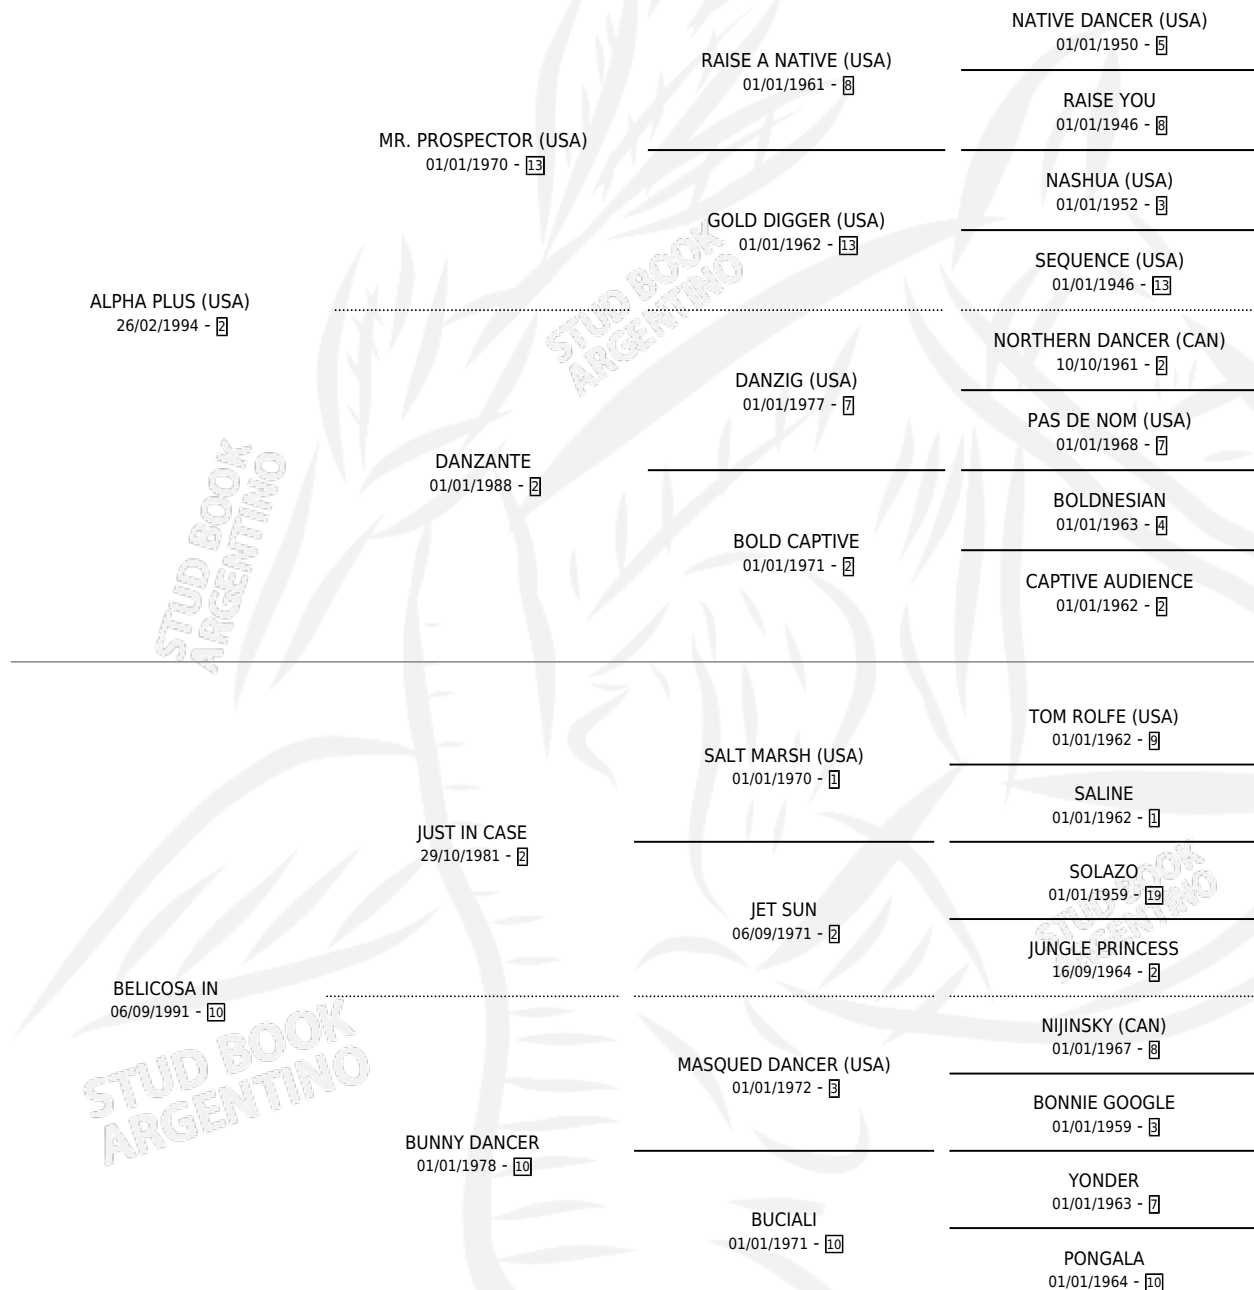 NATIVE DANCER (USA)
01/01/1950 - 5
RAISE A NATIVE (USA)
01/01/1961 - 8
RAISE YOU
01/01/1946 - 8
MR. PROSPECTOR (USA)
01/01/1970 - 13
NASHUA (USA)
01/01/1952 - 3
GOLD DIGGER (USA)
01/01/1962 - 13
SEQUENCE (USA)
01/01/1946 - 13
ALPHA PLUS (USA)
26/02/1994 - 2
NORTHERN DANCER (CAN)
10/10/1961 - 2
DANZIG (USA)
01/01/1977 - 7
PAS DE NOM (USA)
01/01/1968 - 7
DANZANTE
01/01/1988 - 2
BOLDNESIAN
01/01/1963 - 4
BOLD CAPTIVE
01/01/1971 - 2
CAPTIVE AUDIENCE
01/01/1962 - 2
STUD BOOK
ARGENTINO
STUD BOOK
ARGENTINO
TOM ROLFE (USA)
01/01/1962 - 9
SALT MARSH (USA)
01/01/1970 - 1
SALINE
01/01/1962 - 1
JUST IN CASE
29/10/1981 - 2
SOLAZO
01/01/1959 - 19
JET SUN
06/09/1971 - 2
JUNGLE PRINCESS
16/09/1964 - 2
BELICOSA IN
06/09/1991 - 10
NIJINSKY (CAN)
01/01/1967 - 8
MASQUED DANCER (USA)
01/01/1972 - 3
BONNIE GOOGLE
01/01/1959 - 3
BUNNY DANCER
01/01/1978 - 10
YONDER
01/01/1963 - 7
BUCIALI
01/01/1971 - 10
PONGALA
01/01/1964 - 10
STUD BOOK
ARGENTINO
STUD BOOK
ARGENTINO